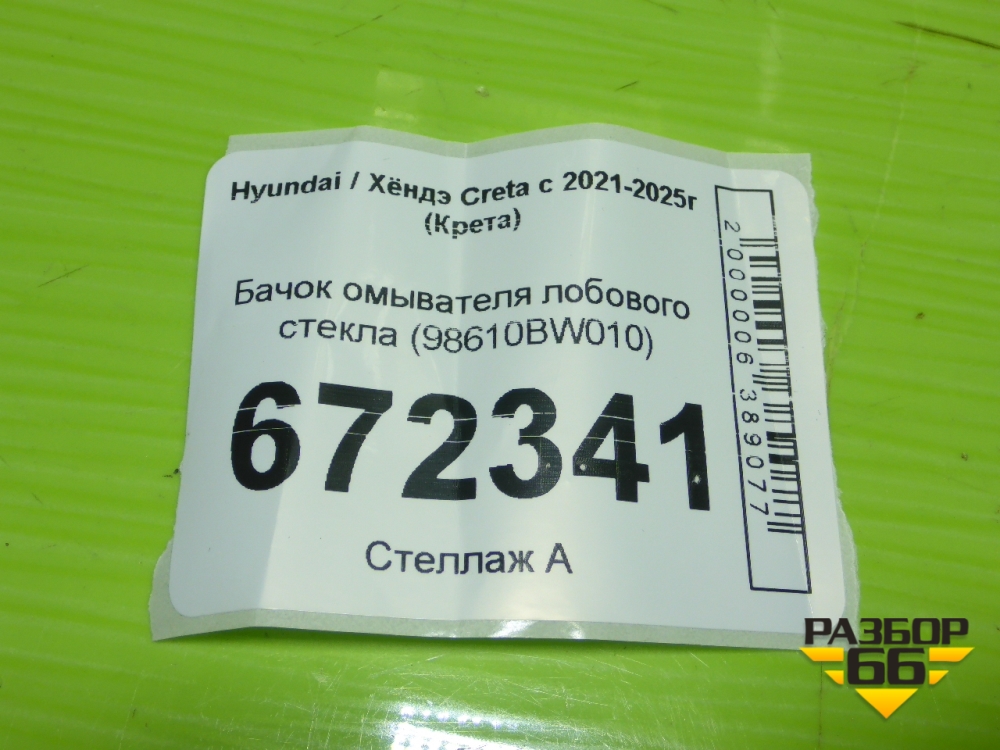 Hyundai / Хёндэ Creta с 2021-2025г
(Крета)
Бачок омывателя лобового
стекла (98610BW010)
672341
Стеллаж А
2000006389077
РАЗБОР
66